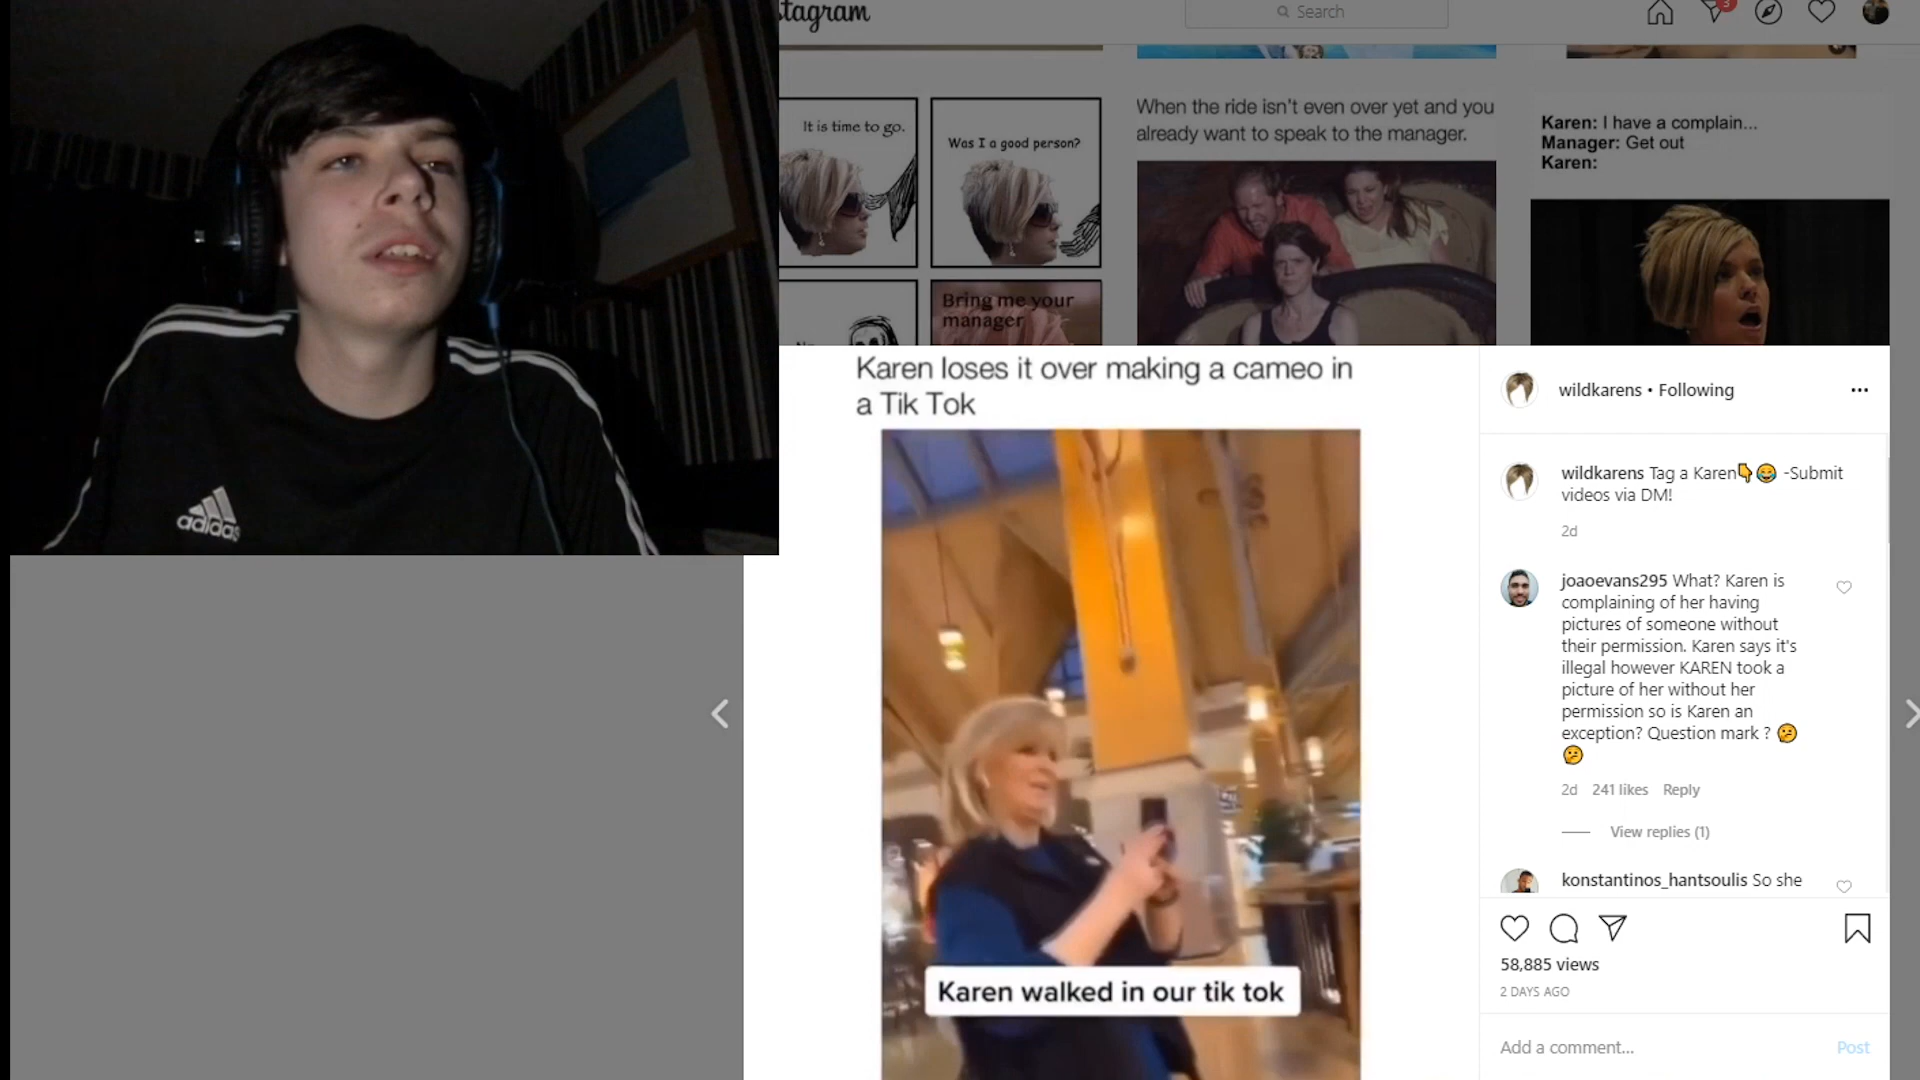 stagram
Search
3
It is time to go.
Was I a good person?
Bring me your
manager
When the ride isn't even over yet and you
already want to speak to the manager.
Karen: I have a complain...
Manager: Get out
Karen:
adidas
Karen loses it over making a cameo in
a Tik Tok
Karen walked in our tik tok
wildkarens • Following
wildkarens Tag a Karen👇😂 -Submit
videos via DM!
2d
joaoevans295 What? Karen is
complaining of her having
pictures of someone without
their permission. Karen says it's
illegal however KAREN took a
picture of her without her
permission so is Karen an
exception? Question mark ? 🤔
🤔
2d 241 likes Reply
View replies (1)
konstantinos_hantsoulis So she
58,885 views
2 DAYS AGO
Add a comment...
Post